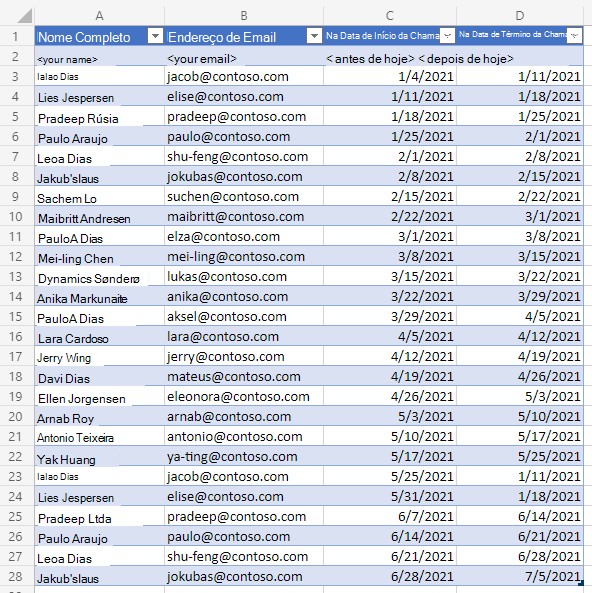 A B C D
1 Nome Completo Endereço de Email Na Data de Início da Chama Na Data de Término da Chama
2 <your name> <your email> < antes de hoje> < depois de hoje>
3 Ialao Dias jacob@contoso.com 1/4/2021 1/11/2021
4 Lies Jespersen elise@contoso.com 1/11/2021 1/18/2021
5 Pradeep Rúsia pradeep@contoso.com 1/18/2021 1/25/2021
6 Paulo Araujo paulo@contoso.com 1/25/2021 2/1/2021
7 Leoa Dias shu-feng@contoso.com 2/1/2021 2/8/2021
8 Jakub'slaus jokubas@contoso.com 2/8/2021 2/15/2021
9 Sachem Lo suchen@contoso.com 2/15/2021 2/22/2021
10 Maibritt Andresen maibritt@contoso.com 2/22/2021 3/1/2021
11 PauloA Dias elza@contoso.com 3/1/2021 3/8/2021
12 Mei-ling Chen mei-ling@contoso.com 3/8/2021 3/15/2021
13 Dynamics Søndenø lukas@contoso.com 3/15/2021 3/22/2021
14 Anika Markunaite anika@contoso.com 3/22/2021 3/29/2021
15 PauloA Dias aksel@contoso.com 3/29/2021 4/5/2021
16 Lara Cardoso lara@contoso.com 4/5/2021 4/12/2021
17 Jerry Wing jerry@contoso.com 4/12/2021 4/19/2021
18 Davi Dias mateus@contoso.com 4/19/2021 4/26/2021
19 Ellen Jorgensen eleonora@contoso.com 4/26/2021 5/3/2021
20 Arnab Roy arnab@contoso.com 5/3/2021 5/10/2021
21 Antonio Teixeira antonio@contoso.com 5/10/2021 5/17/2021
22 Yak Huang ya-ting@contoso.com 5/17/2021 5/25/2021
23 Ialao Dias jacob@contoso.com 5/25/2021 1/11/2021
24 Lies Jespersen elise@contoso.com 5/31/2021 1/18/2021
25 Pradeep Ltda pradeep@contoso.com 6/7/2021 6/14/2021
26 Paulo Araujo paulo@contoso.com 6/14/2021 6/21/2021
27 Leoa Dias shu-feng@contoso.com 6/21/2021 6/28/2021
28 Jakub'slaus jokubas@contoso.com 6/28/2021 7/5/2021